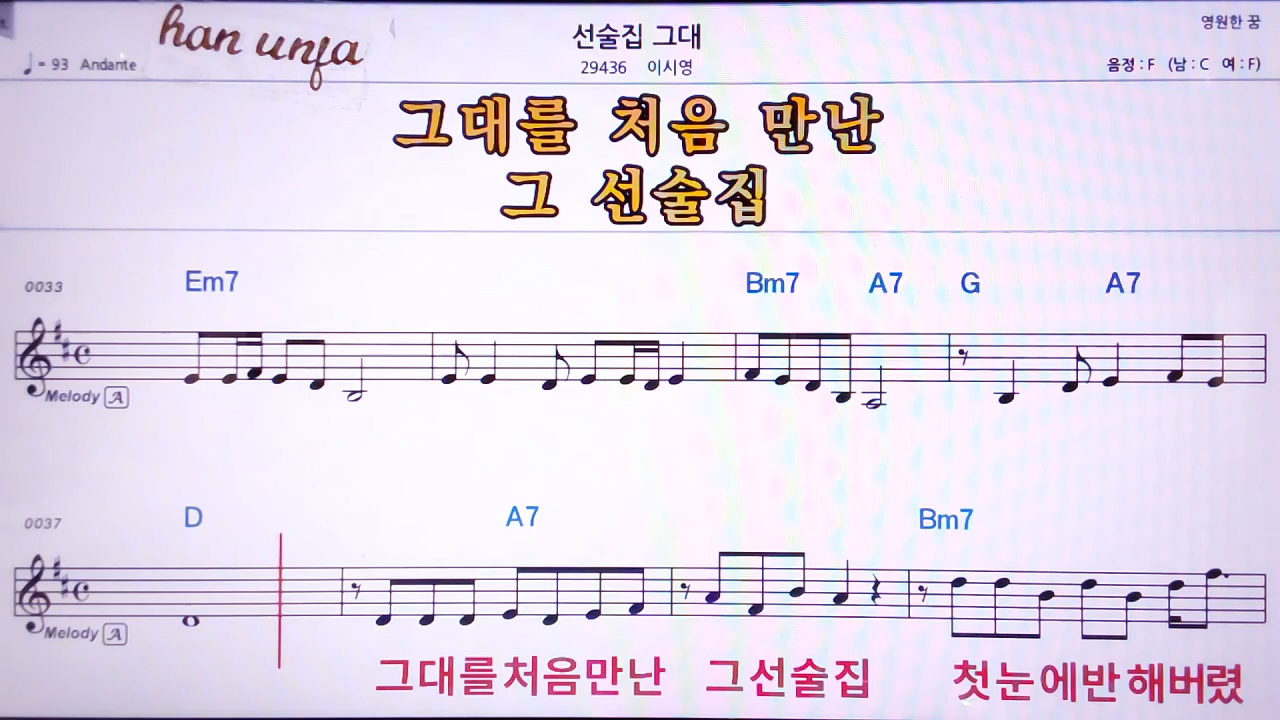 han unfa
선술집 그대
영원한 꿈
♩= 93 Andante
29436 이시영
음정 : F (남 : C 여 : F)
그대를 처음 만난
그 선술집
Em7 Bm7 A7 G A7
0033
Melody A
D A7 Bm7
0037
Melody A
그대를처음만난 그선술집 첫눈에반해버렸